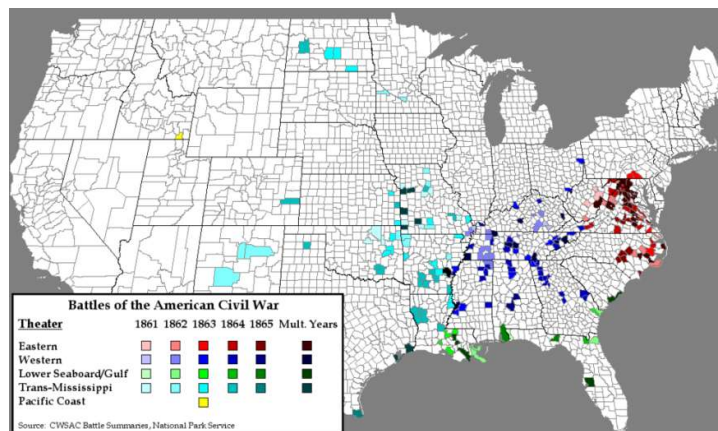 Battles of the American Civil War
Theater 1861 1862 1863 1864 1865 Mult. Years
Eastern
Western
Lower Seaboard/Gulf
Trans-Mississippi
Pacific Coast
Source: CWSAC Battle Summaries, National Park Service